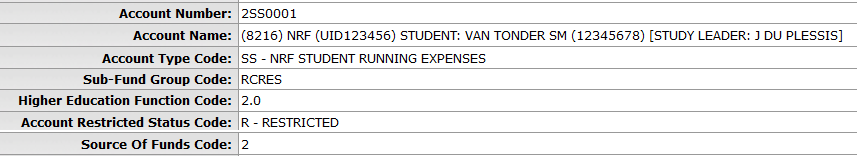 Account Number: 2SS0001
Account Name: (8216) NRF (UID123456) STUDENT: VAN TONDER SM (12345678) [STUDY LEADER: J DU PLESSIS]
Account Type Code: SS - NRF STUDENT RUNNING EXPENSES
Sub-Fund Group Code: RCRES
Higher Education Function Code: 2.0
Account Restricted Status Code: R - RESTRICTED
Source Of Funds Code: 2